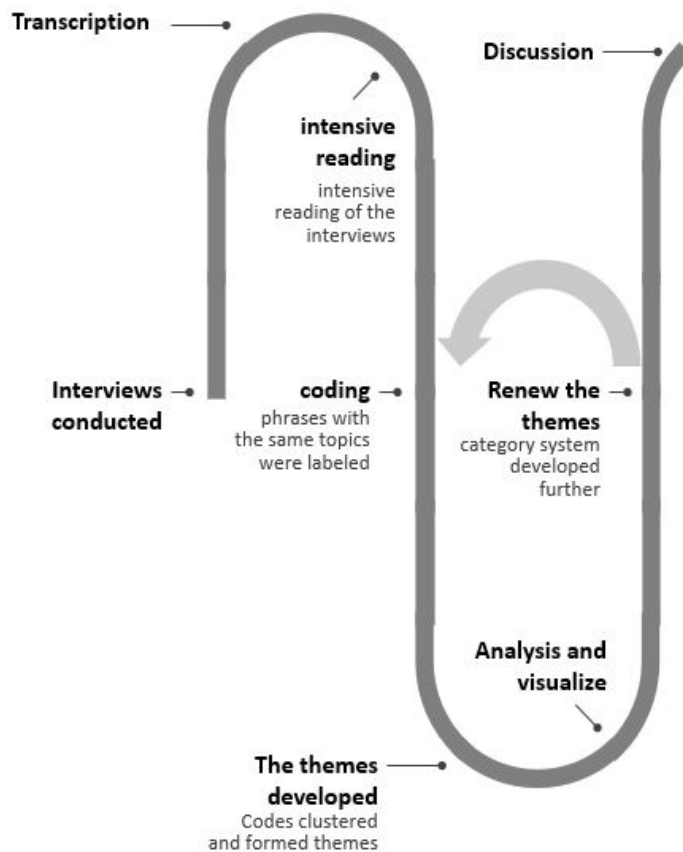 Transcription
Discussion
intensive
reading
intensive
reading of the
interviews
Interviews
conducted
coding
phrases with
the same topics
were labeled
Renew the
themes
category system
developed
further
Analysis and
visualize
The themes
developed
Codes clustered
and formed themes